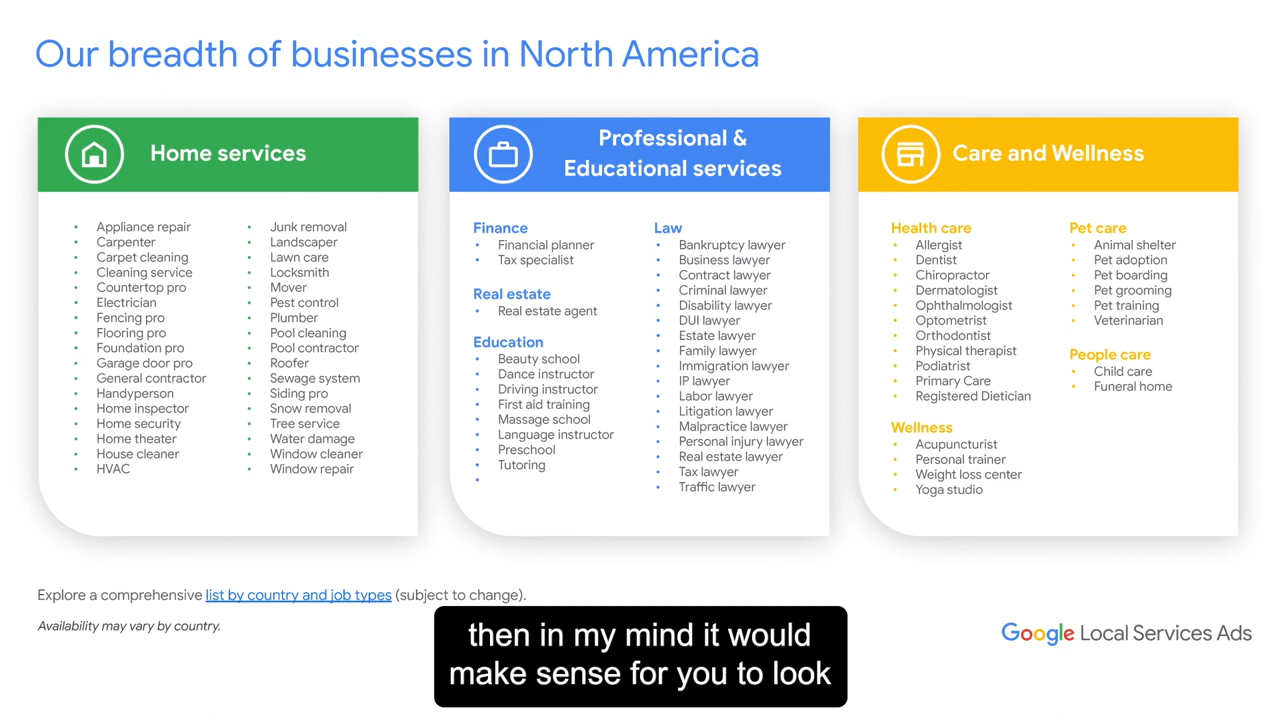 Our breadth of businesses in North America
Home services
Appliance repair
Carpenter
Carpet cleaning
Cleaning service
Countertop pro
Electrician
Fencing pro
Flooring pro
Foundation pro
Garage door pro
General contractor
Handyperson
Home inspector
Home security
Home theater
House cleaner
HVAC
Junk removal
Landscaper
Lawn care
Locksmith
Mover
Pest control
Plumber
Pool cleaning
Pool contractor
Roofer
Sewage system
Siding pro
Snow removal
Tree service
Water damage
Window cleaner
Window repair
Professional &
Educational services
Finance
Financial planner
Tax specialist
Real estate
Real estate agent
Education
Beauty school
Dance instructor
Driving instructor
First aid training
Massage school
Language instructor
Preschool
Tutoring
Law
Bankruptcy lawyer
Business lawyer
Contract lawyer
Criminal lawyer
Disability lawyer
DUI lawyer
Estate lawyer
Family lawyer
Immigration lawyer
IP lawyer
Labor lawyer
Litigation lawyer
Malpractice lawyer
Personal injury lawyer
Real estate lawyer
Tax lawyer
Traffic lawyer
Care and Wellness
Health care
Allergist
Dentist
Chiropractor
Dermatologist
Ophthalmologist
Optometrist
Orthodontist
Physical therapist
Podiatrist
Primary Care
Registered Dietician
Wellness
Acupuncturist
Personal trainer
Weight loss center
Yoga studio
Pet care
Animal shelter
Pet adoption
Pet boarding
Pet grooming
Pet training
Veterinarian
People care
Child care
Funeral home
Explore a comprehensive list by country and job types (subject to change).
Availability may vary by country.
then in my mind it would
make sense for you to look
Google Local Services Ads